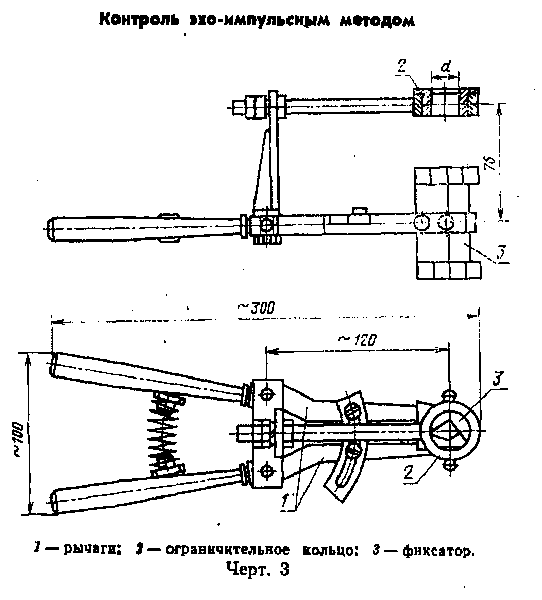 Контроль эхо-импульсным методом
2
d
75
3
~300
~120
3
~100
1
2
1 — рычаги; 2 — ограничительное кольцо; 3 — фиксатор.
Черт. 3